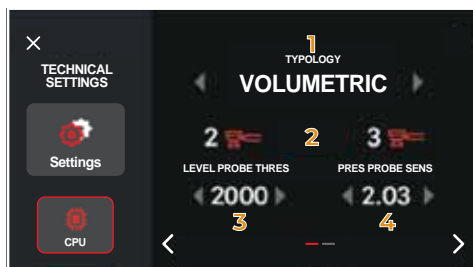 1
TYPOLOGY
TECHNICAL
SETTINGS
VOLUMETRIC
2 2 3
Settings
LEVEL PROBE THRES PRES PROBE SENS
2000 2.03
3 4
CPU